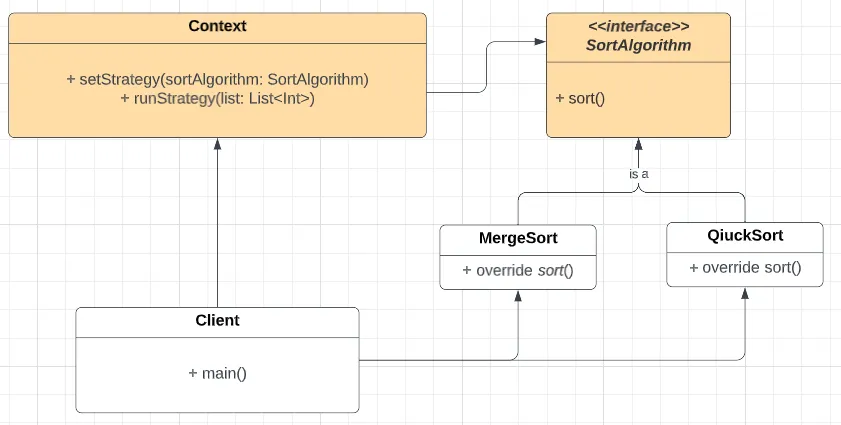 Context
+ setStrategy(sortAlgorithm: SortAlgorithm)
+ runStrategy(list: List<Int>)
<<interface>>
SortAlgorithm
+ sort()
is a
MergeSort
+ override sort()
QiuckSort
+ override sort()
Client
+ main()